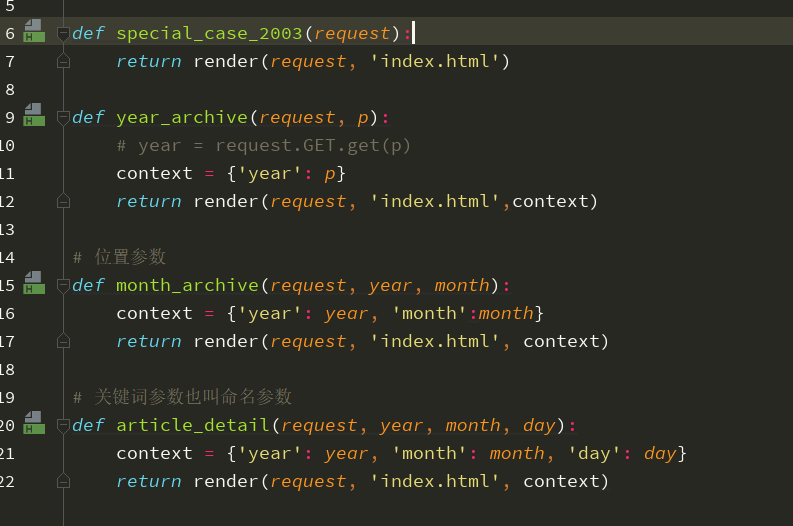 5
6 def special_case_2003(request):
7     return render(request, 'index.html')
8
9 def year_archive(request, p):
10     # year = request.GET.get(p)
11     context = {'year': p}
12     return render(request, 'index.html',context)
13
14 # 位置参数
15 def month_archive(request, year, month):
16     context = {'year': year, 'month':month}
17     return render(request, 'index.html', context)
18
19 # 关键词参数也叫命名参数
20 def article_detail(request, year, month, day):
21     context = {'year': year, 'month': month, 'day': day}
22     return render(request, 'index.html', context)